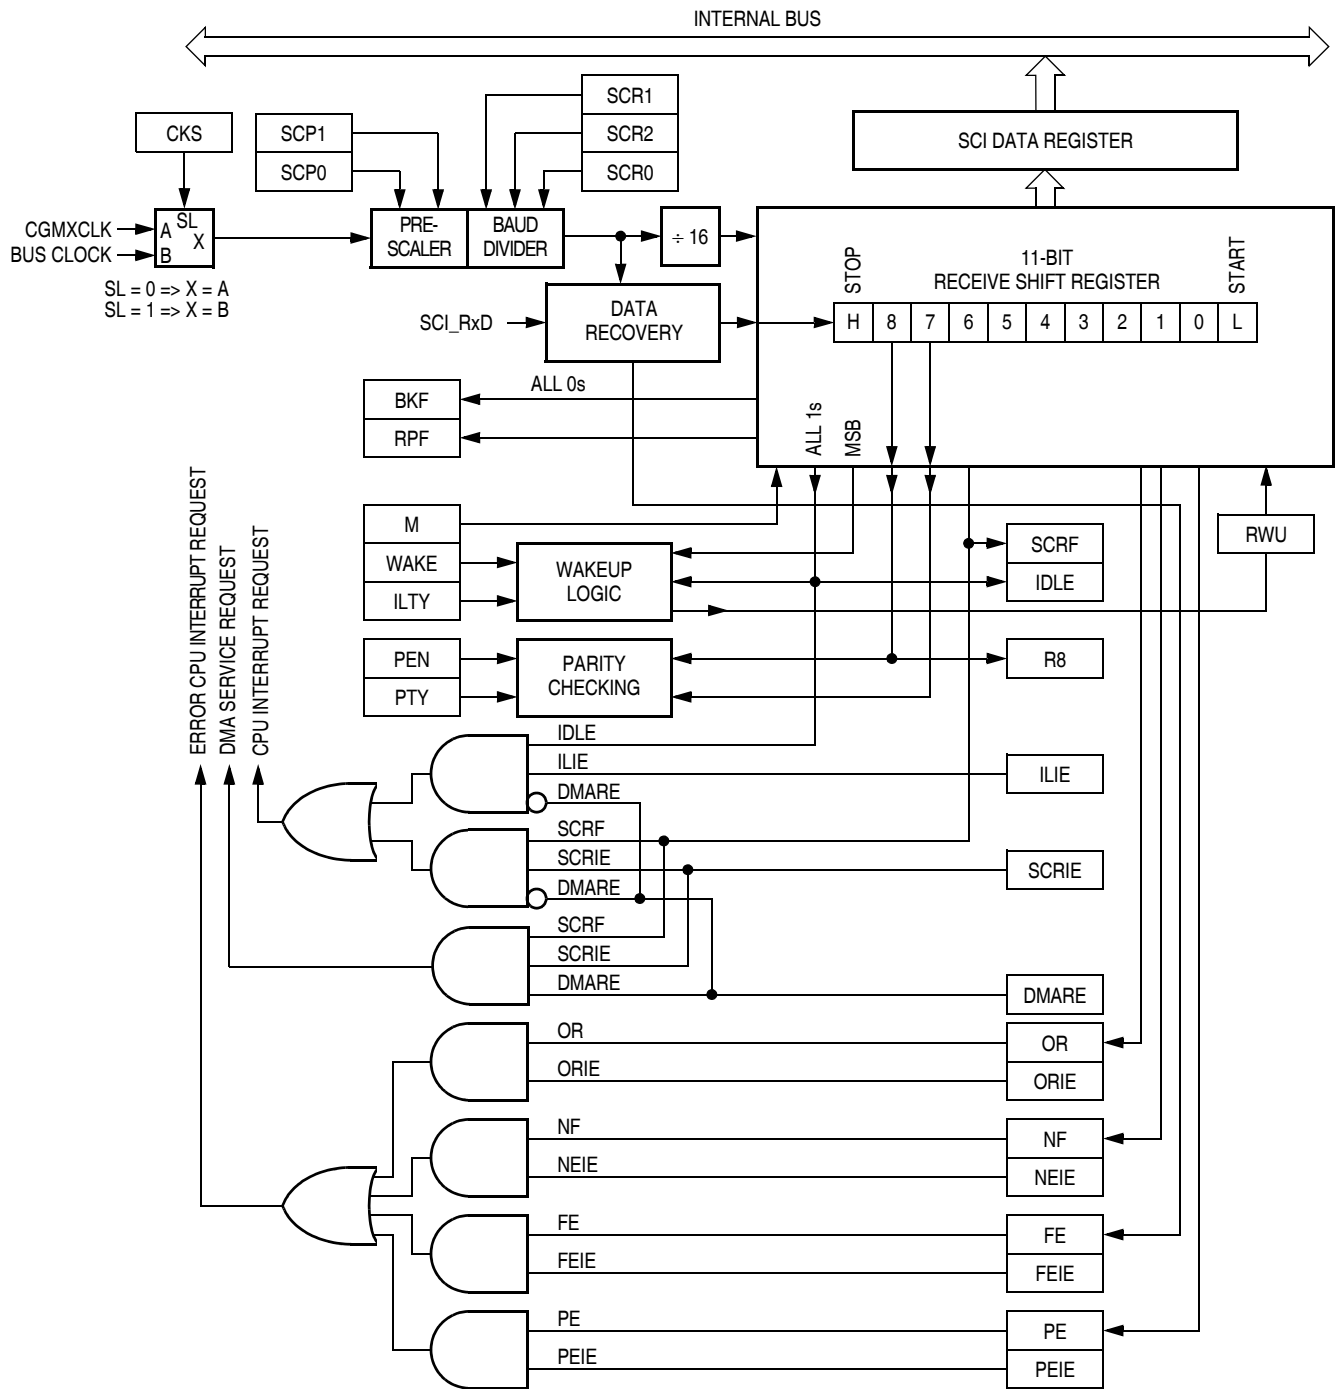 INTERNAL BUS
SCR1
SCR2
SCR0
CKS
SCP1
SCP0
SCI DATA REGISTER
CGMXCLK
BUS CLOCK
A
SL
X
B
SL = 0 => X = A
SL = 1 => X = B
PRE-
SCALER
BAUD
DIVIDER
÷ 16
STOP
11-BIT
RECEIVE SHIFT REGISTER
START
SCI_RxD
DATA
RECOVERY
H 8 7 6 5 4 3 2 1 0 L
ALL 0s
BKF
RPF
ALL 1s
MSB
ERROR CPU INTERRUPT REQUEST
DMA SERVICE REQUEST
CPU INTERRUPT REQUEST
M
WAKE
ILTY
WAKEUP
LOGIC
SCRF
IDLE
RWU
PEN
PTY
PARITY
CHECKING
R8
IDLE
ILIE
DMARE
ILIE
SCRF
SCRIE
DMARE
SCRIE
SCRF
SCRIE
DMARE
DMARE
OR
ORIE
OR
ORIE
NF
NEIE
NF
NEIE
FE
FEIE
FE
FEIE
PE
PEIE
PE
PEIE